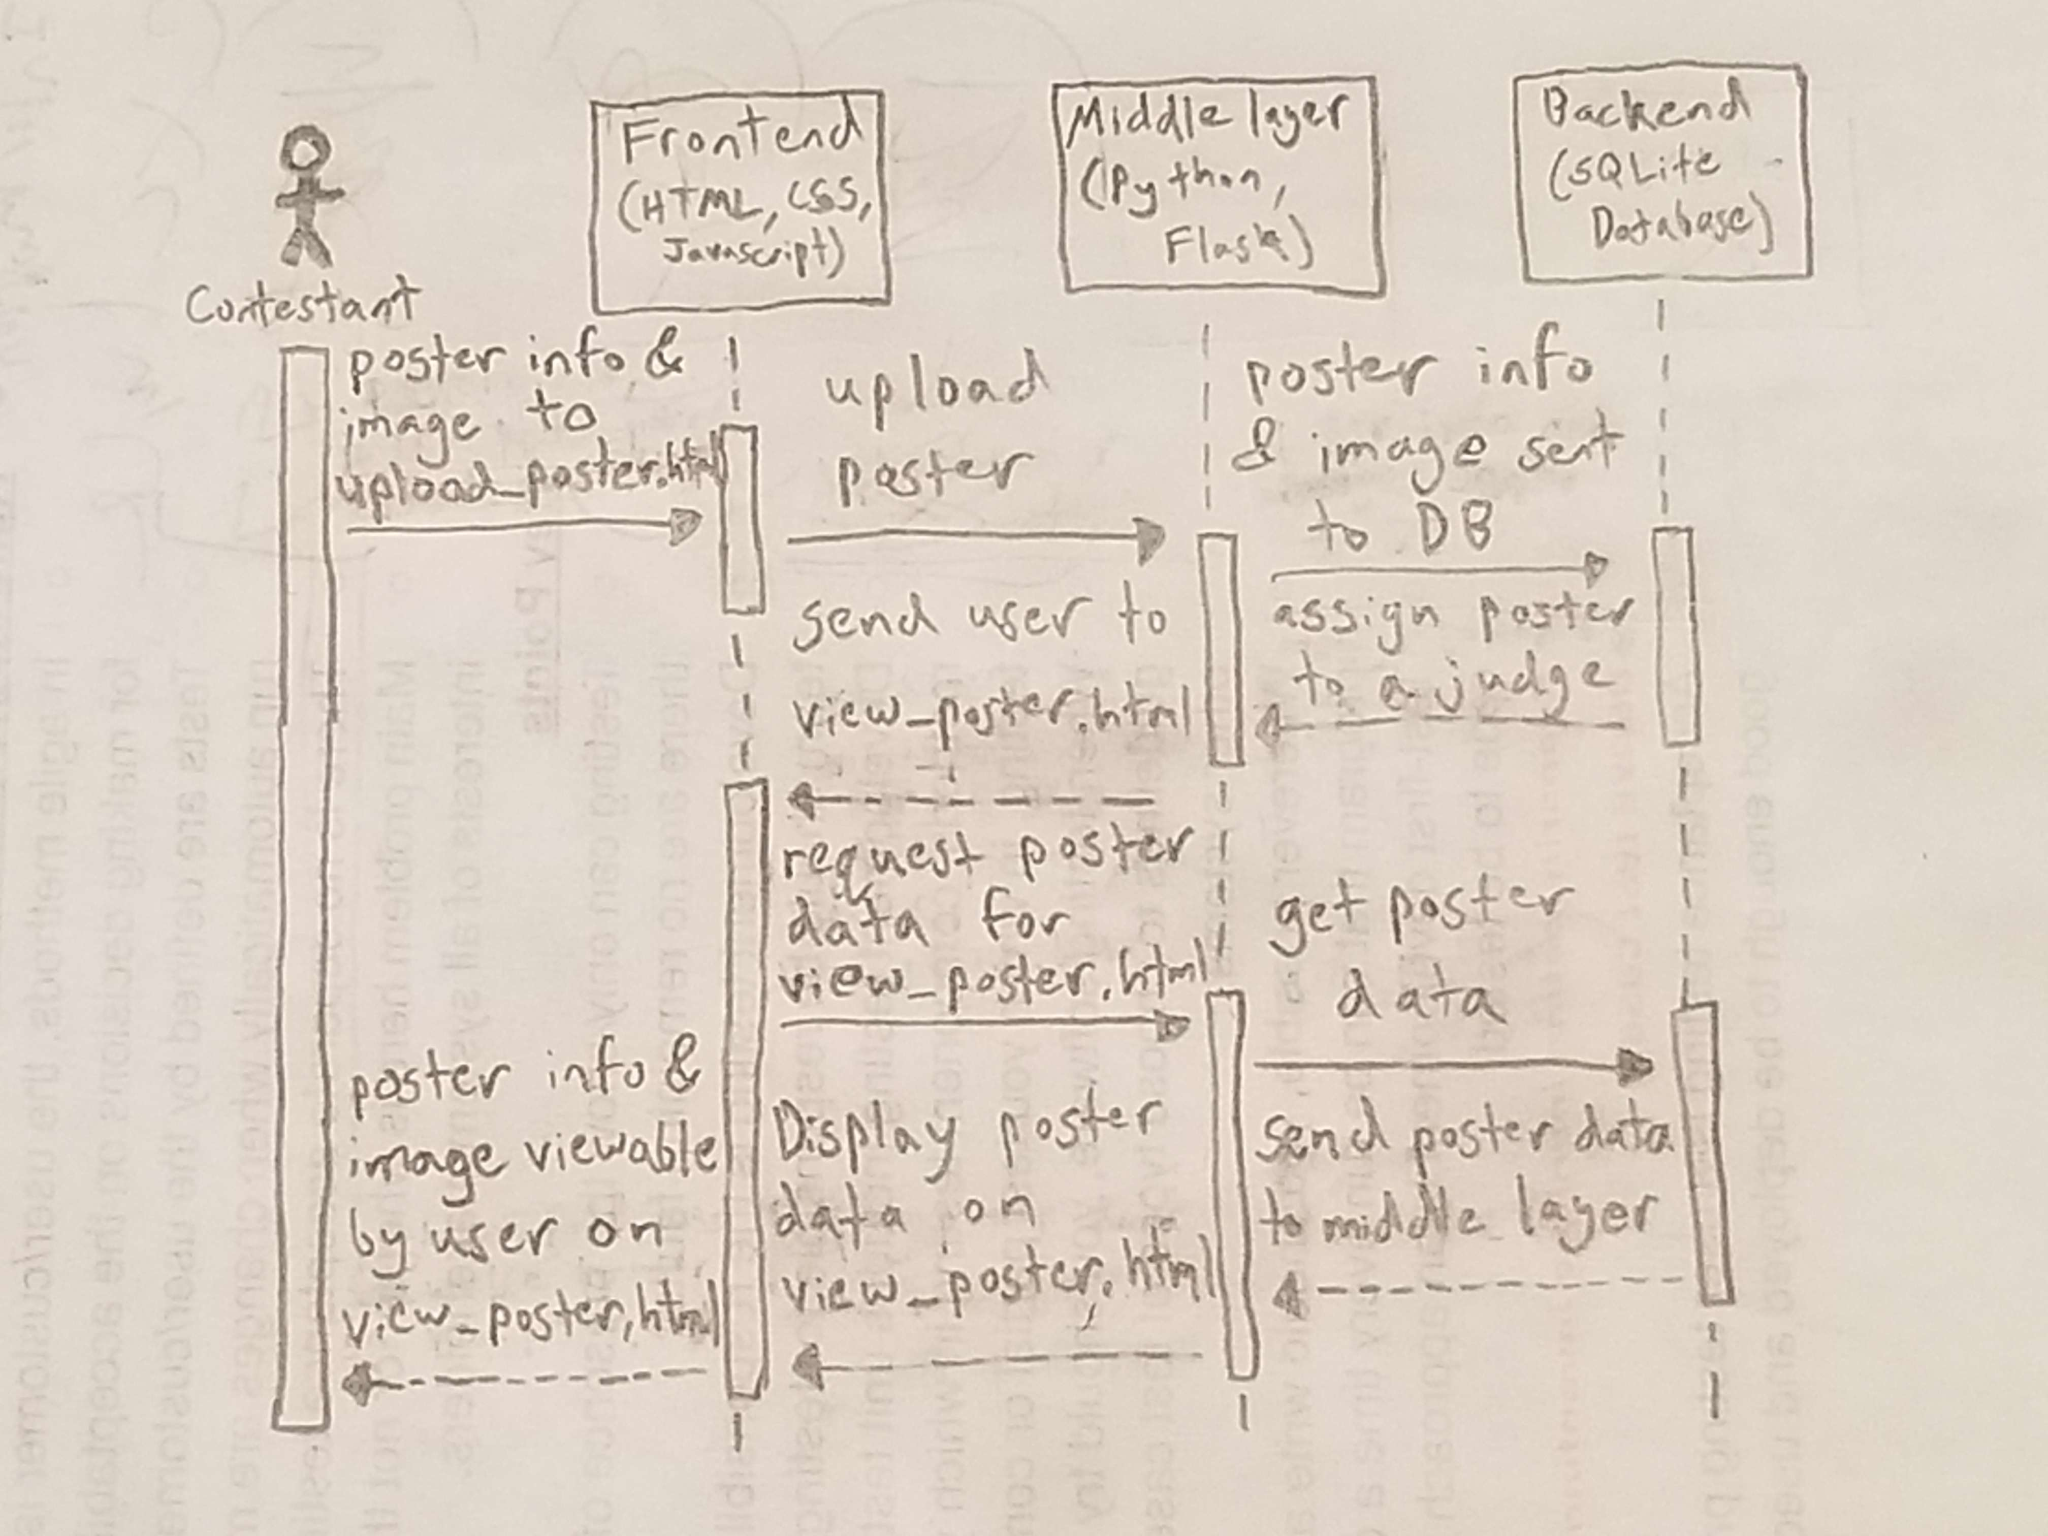 Contestant
Frontend
(HTML, CSS,
Javascript)
Middle layer
(Python,
Flask)
Backend
(SQLite
Database)
poster info &
image to
upload_poster.html
upload
poster
poster info
& image sent
to DB
assign poster
to a judge
send user to
view_poster.html
request poster
data for
view_poster.html
get poster
data
send poster data
to middle layer
Display poster
data on
view_poster.html
poster info &
image viewable
by user on
view_poster.html